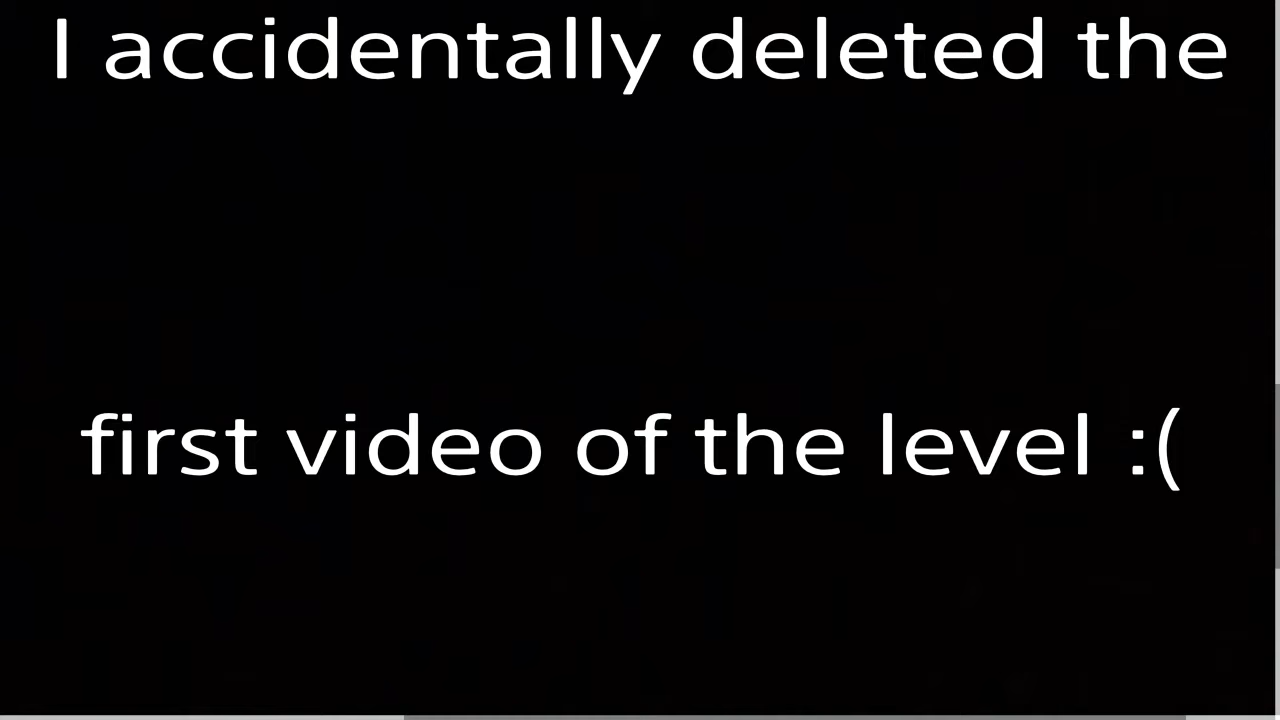 I accidentally deleted the
first video of the level :(